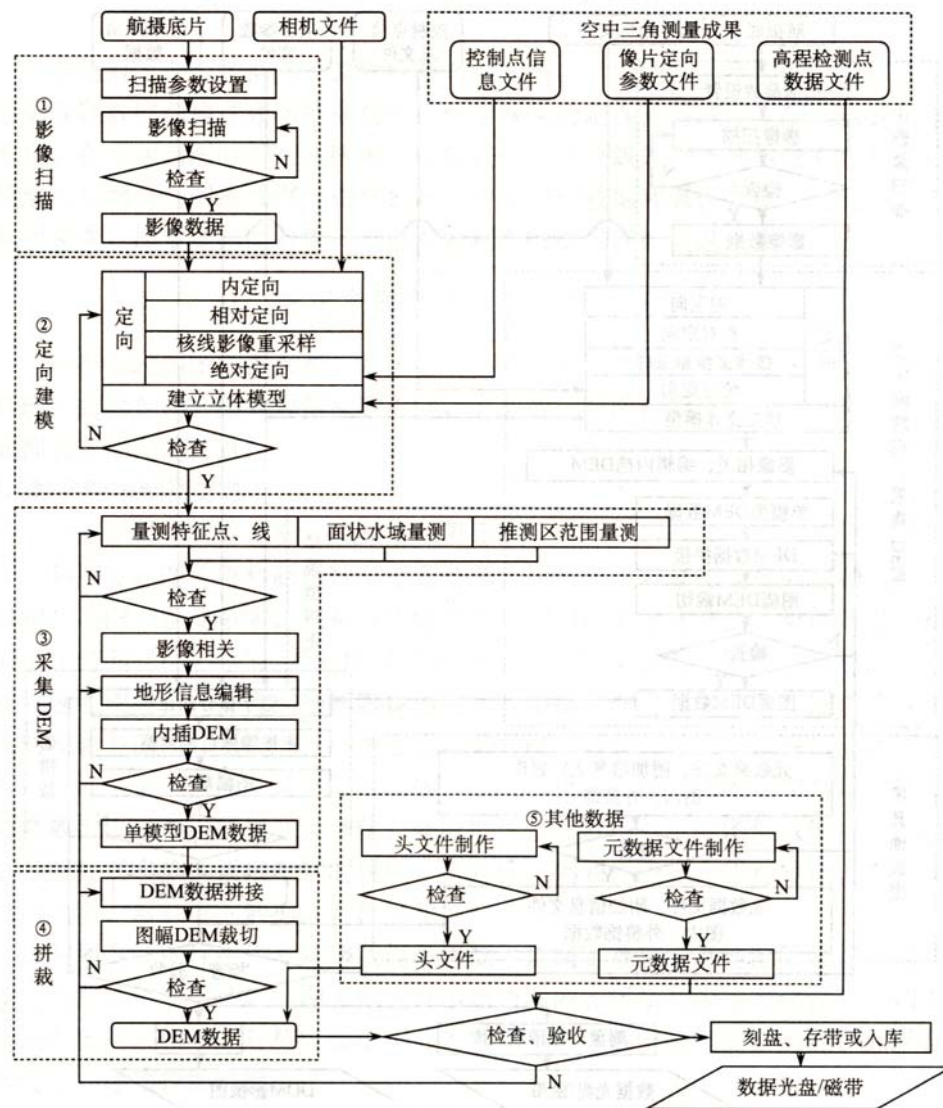 航摄底片
相机文件
空中三角测量成果
控制点信
息文件
像片定向
参数文件
高程检测点
数据文件
①影像扫描
扫描参数设置
影像扫描
N
检查
Y
影像数据
②定向建模
定向
内定向
相对定向
核线影像重采样
绝对定向
建立立体模型
N
检查
Y
③采集DEM
量测特征点、线
面状水域量测
推测区范围量测
N
检查
Y
影像相关
地形信息编辑
内插DEM
N
检查
Y
单模型DEM数据
④拼裁
DEM数据拼接
图幅DEM裁切
N
检查
Y
DEM数据
⑤其他数据
头文件制作
检查
N
Y
头文件
元数据文件制作
检查
N
Y
元数据文件
检查、验收
N
刻盘、存带或入库
数据光盘/磁带